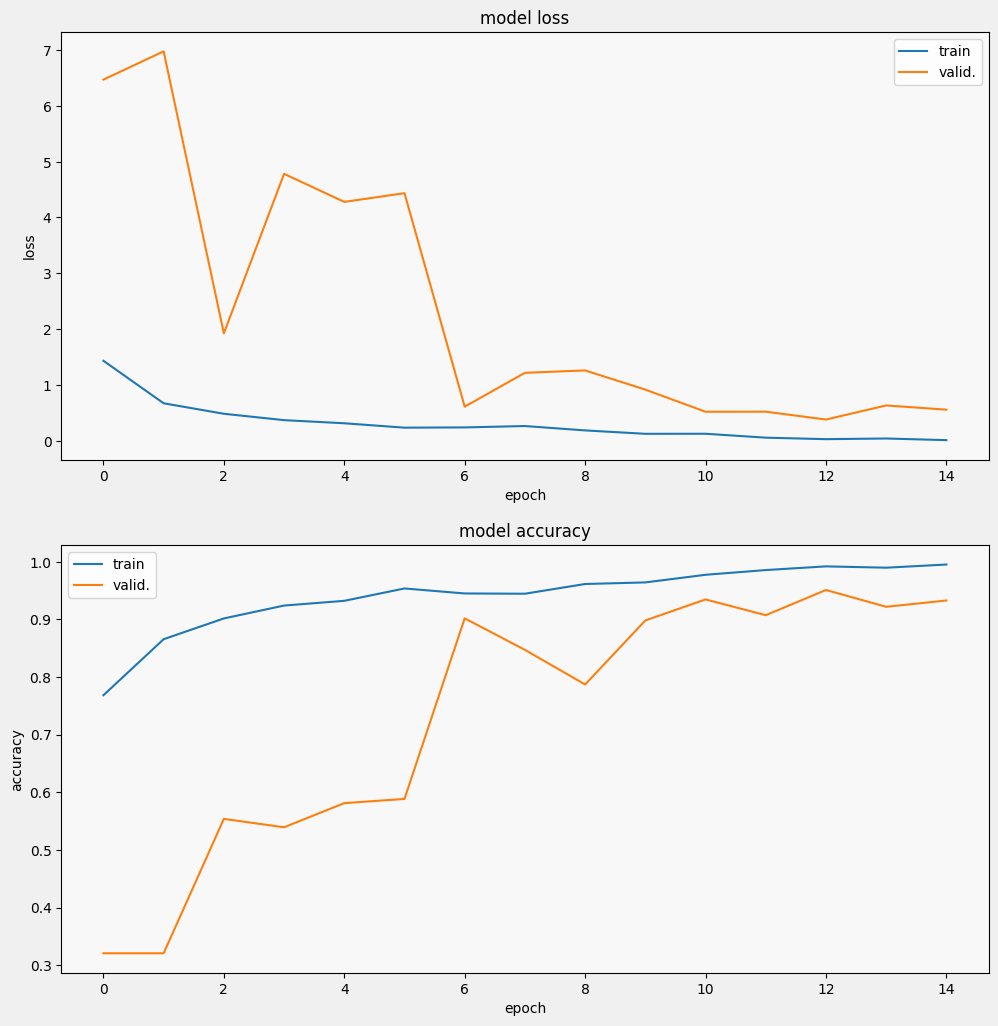 model loss
train
valid.
7
6
5
4
3
2
1
0
loss
0 2 4 6 8 10 12 14
epoch
model accuracy
train
valid.
1.0
0.9
0.8
0.7
0.6
0.5
0.4
0.3
accuracy
0 2 4 6 8 10 12 14
epoch